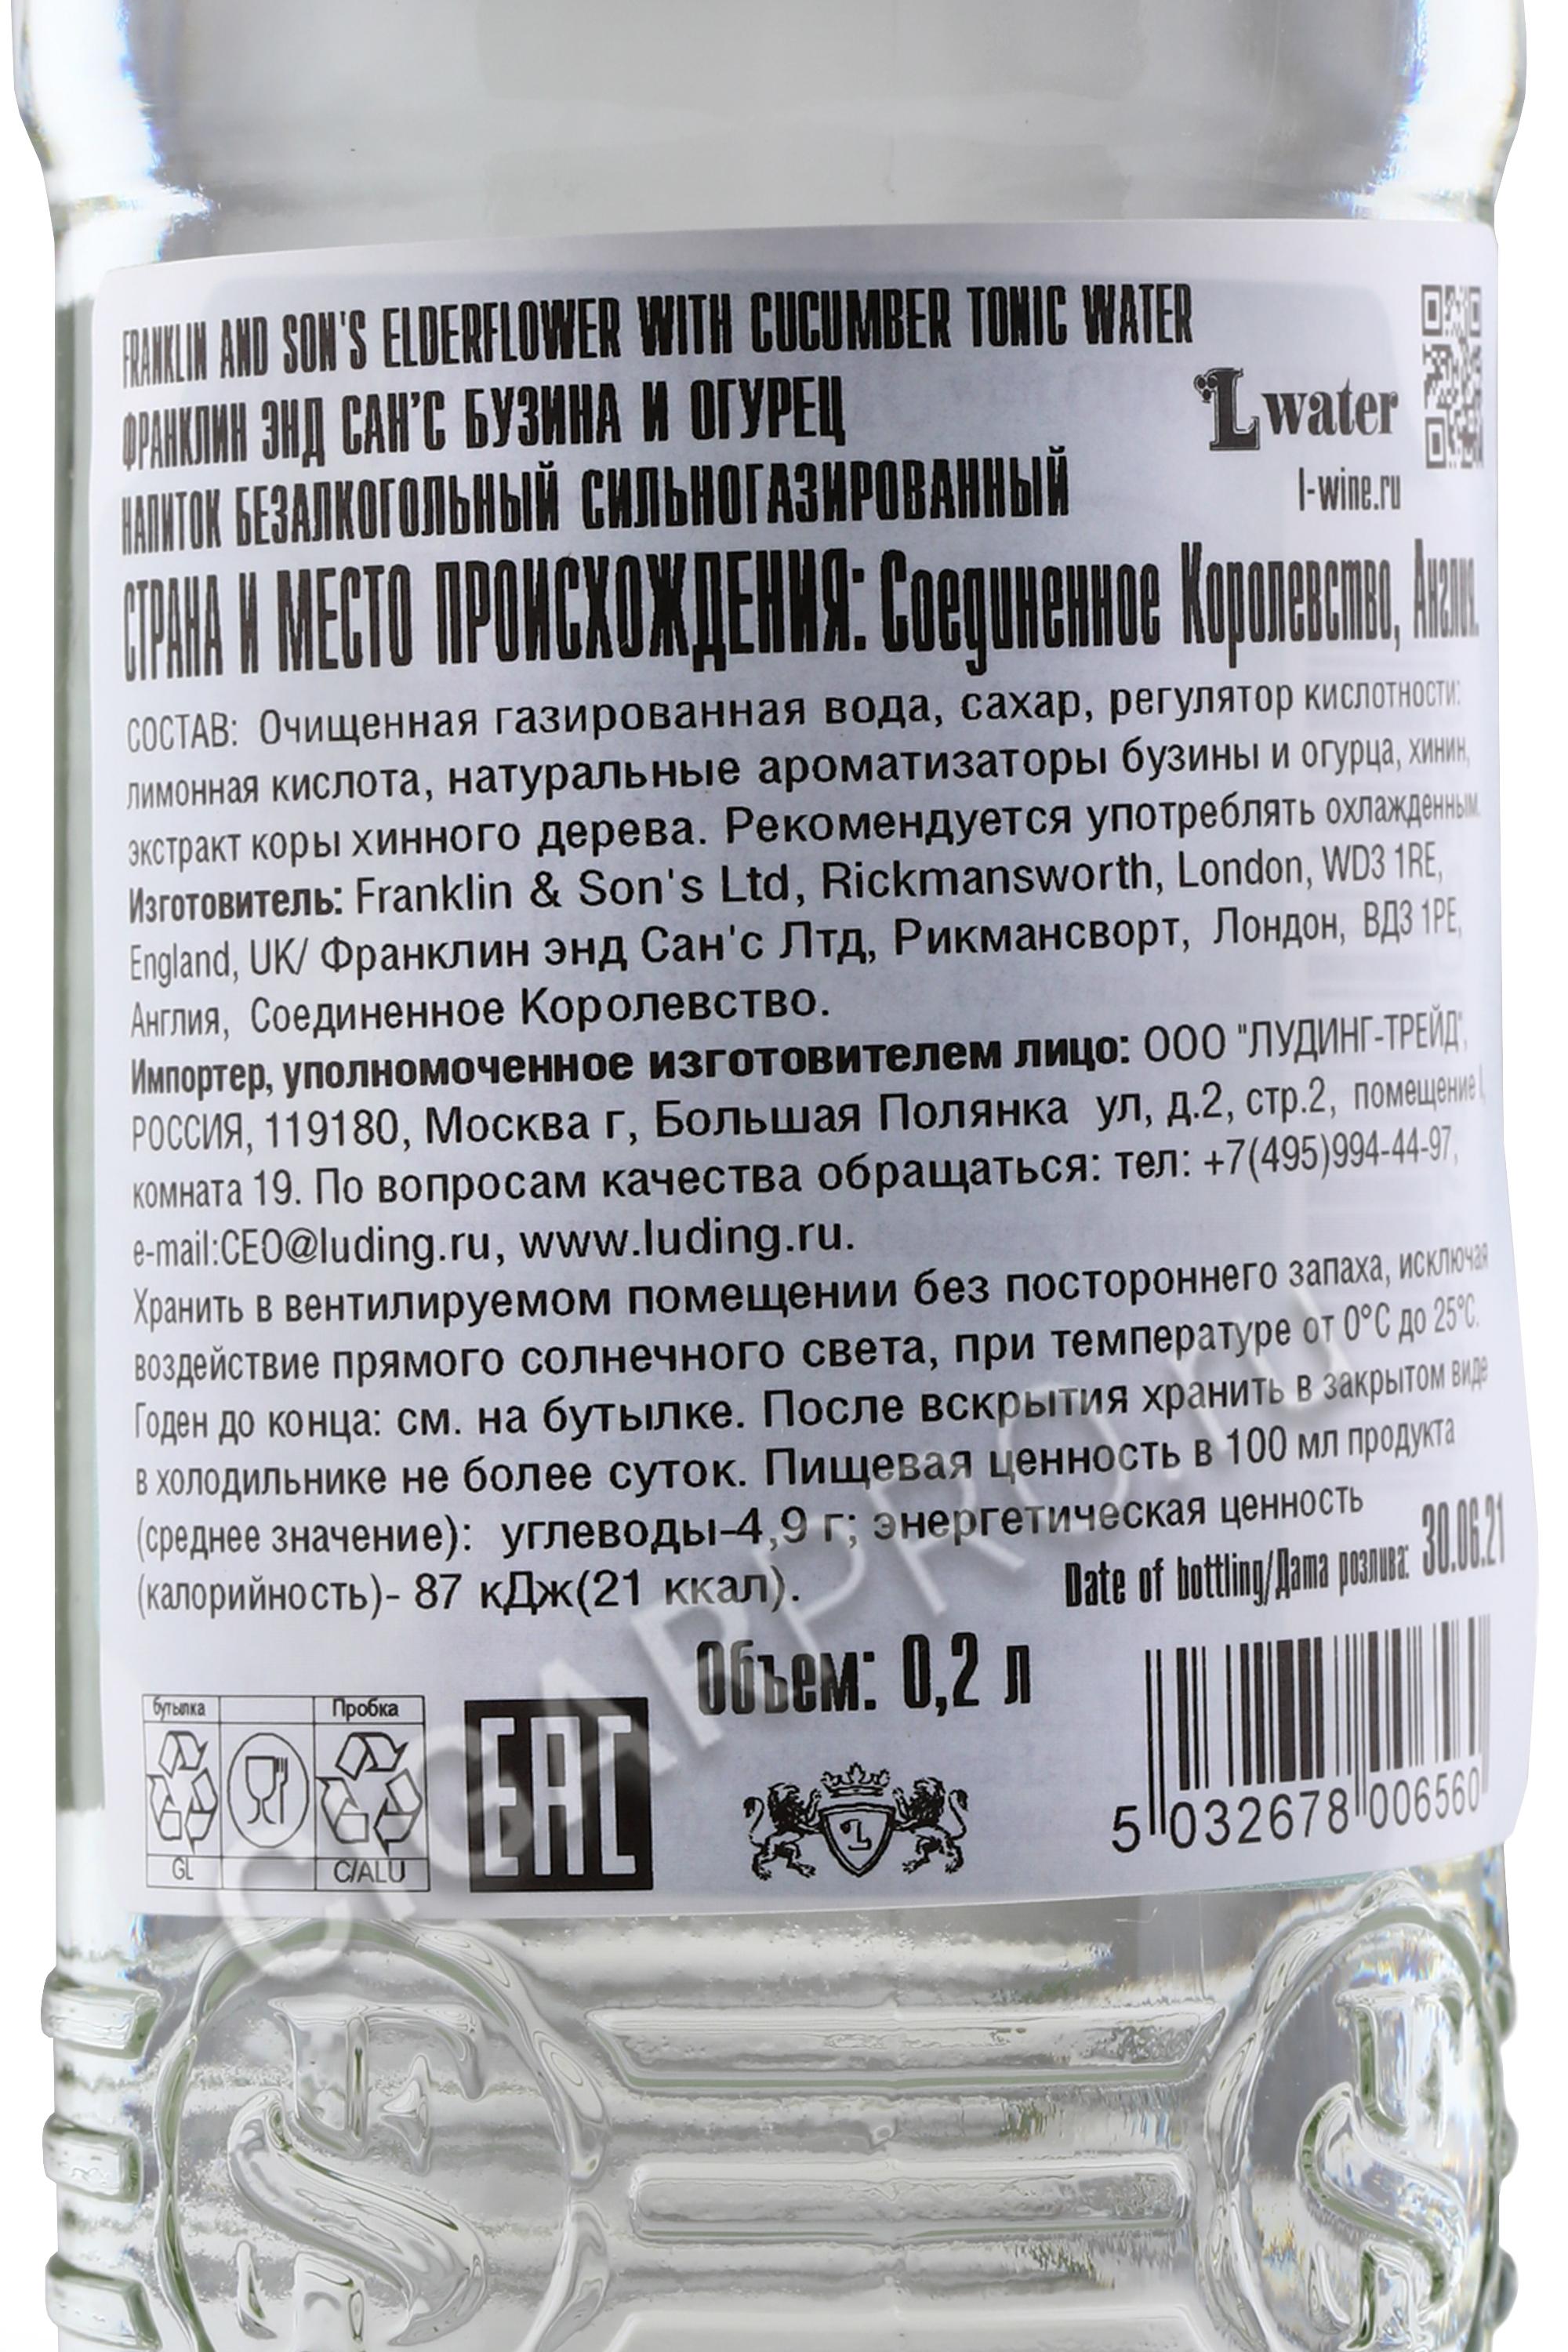 FRANKLIN AND SON'S ELDERFLOWER WITH CUCUMBER TONIC WATER
ФРАНКЛИН ЭНД САН'С БУЗИНА И ОГУРЕЦ
НАПИТОК БЕЗАЛКОГОЛЬНЫЙ СИЛЬНОГАЗИРОВАННЫЙ
L water
l-wine.ru
СТРАНА И МЕСТО ПРОИСХОЖДЕНИЯ: Соединенное Королевство, Англия.
СОСТАВ: Очищенная газированная вода, сахар, регулятор кислотности:
лимонная кислота, натуральные ароматизаторы бузины и огурца, хинин,
экстракт коры хинного дерева. Рекомендуется употреблять охлажденным.
Изготовитель: Franklin & Son's Ltd, Rickmansworth, London, WD3 1RE,
England, UK/ Франклин энд Сан'с Лтд, Рикмансворт, Лондон, ВД3 1РЕ,
Англия, Соединенное Королевство.
Импортер, уполномоченное изготовителем лицо: ООО "ЛУДИНГ-ТРЕЙД",
РОССИЯ, 119180, Москва г, Большая Полянка ул, д.2, стр.2, помещение I,
комната 19. По вопросам качества обращаться: тел: +7(495)994-44-97,
e-mail:CEO@luding.ru, www.luding.ru.
Хранить в вентилируемом помещении без постороннего запаха, исключая
воздействие прямого солнечного света, при температуре от 0°C до 25°C.
Годен до конца: см. на бутылке. После вскрытия хранить в закрытом виде
в холодильнике не более суток. Пищевая ценность в 100 мл продукта
(среднее значение): углеводы-4,9 г; энергетическая ценность
(калорийность)- 87 кДж(21 ккал).
Date of bottling/Дата розлива: 30.06.21
Объем: 0,2 л
бутылка Пробка
GL C/ALU
EAC
L
5 032678 006560
CIGARPRO.ru
F S
F S